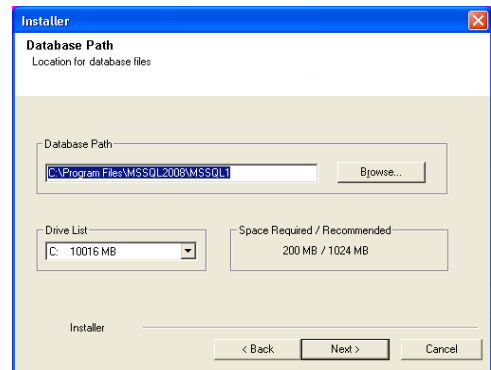 Installer
Database Path
Location for database files
Database Path
C:\Program Files\MSSQL2008\MSSQL1
Browse...
Drive List
C: 10016 MB
Space Required / Recommended
200 MB / 1024 MB
Installer
< Back
Next >
Cancel